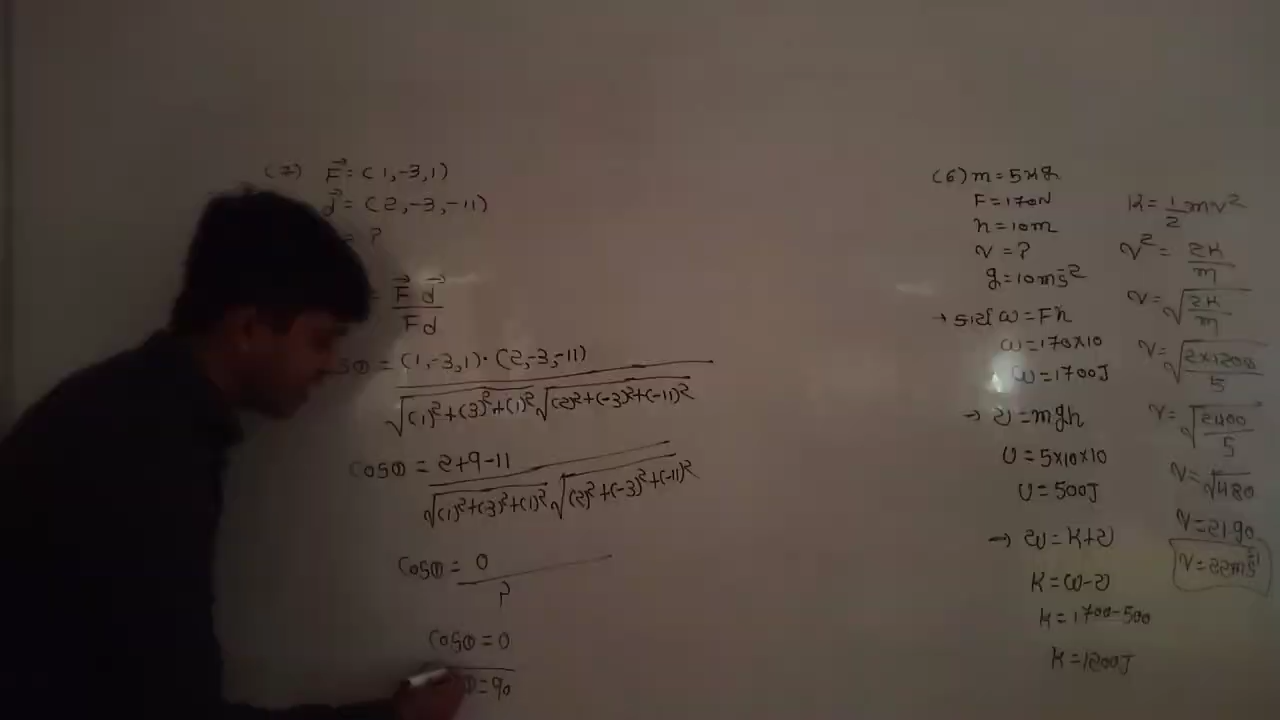 (7) F⃗ = (1,-3,1)
d⃗ = (2,-3,-11)
= ?
= F⃗ d⃗
Fd
θ = (1,-3,1)·(2,-3,-11)
√(1)²+(3)²+(1)² √(2)²+(-3)²+(-11)²
cosθ = 2+9-11
√(1)²+(3)²+(1)² √(2)²+(-3)²+(-11)²
cosθ = 0
?
cosθ = 0
θ = 90
(6) m = 5kg
F = 170N
h = 10m
v = ?
g = 10ms⁻²
→ કાર્ય ω = Fh
ω = 170×10
ω = 1700J
→ U = mgh
U = 5×10×10
U = 500J
→ W = K+U
K = ω-U
K = 1700-500
K = 1200J
K = 1/2 mv²
v² = 2K/m
v = √2K/m
v = √2×1200/5
v = √2400/5
v = √480
v = 21.90
v = 22ms⁻¹